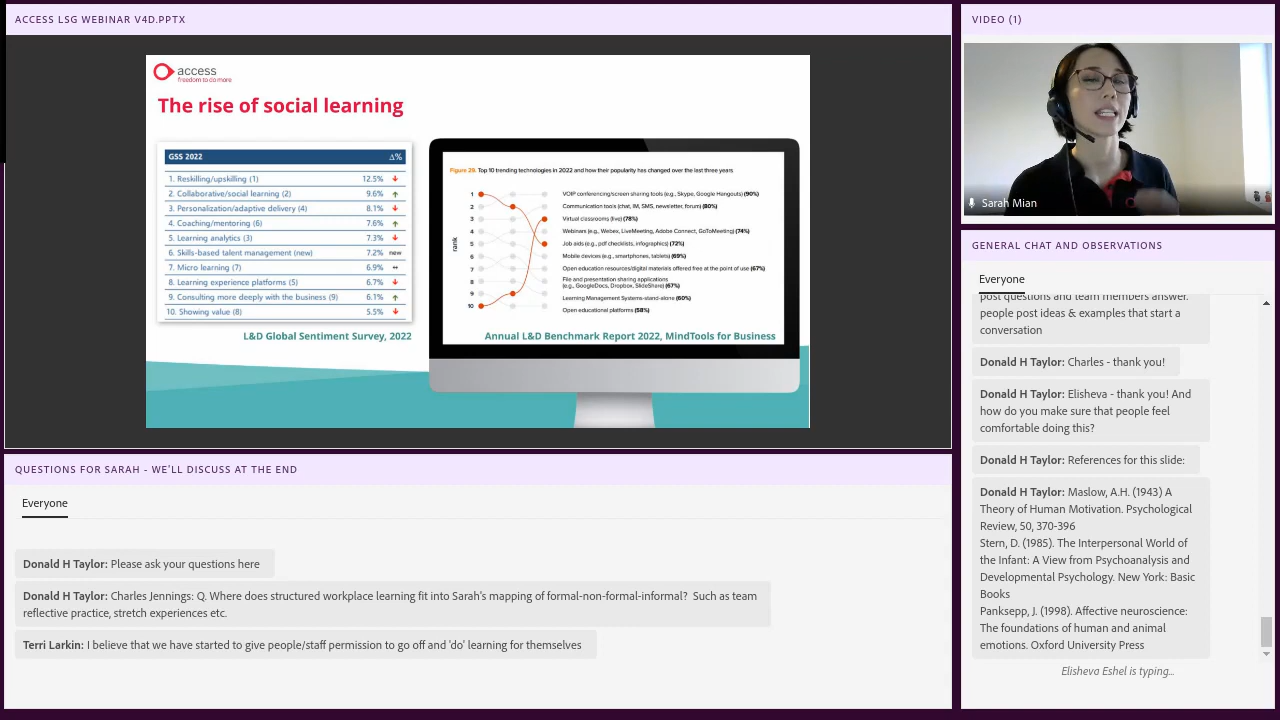 ACCESS LSG WEBINAR V4D.PPTX
access
freedom to do more
The rise of social learning
GSS 2022 Δ%
1. Reskilling/upskilling (1) 12.5% ↓
2. Collaborative/social learning (2) 9.6% ↑
3. Personalization/adaptive delivery (4) 8.1% ↓
4. Coaching/mentoring (6) 7.6% ↑
5. Learning analytics (3) 7.3% ↓
6. Skills-based talent management (new) 7.2% new
7. Micro learning (7) 6.9% ↔
8. Learning experience platforms (5) 6.7% ↓
9. Consulting more deeply with the business (9) 6.1% ↑
10. Showing value (8) 5.5% ↓
L&D Global Sentiment Survey, 2022
Figure 29. Top 10 trending technologies in 2022 and how their popularity has changed over the last three years
rank
1 VOIP conferencing/screen sharing tools (e.g., Skype, Google Hangouts) (90%)
2 Communication tools (chat, IM, SMS, newsletter, forum) (80%)
3 Virtual classrooms (live) (78%)
4 Webinars (e.g., Webex, LiveMeeting, Adobe Connect, GoToMeeting) (74%)
5 Job aids (e.g., pdf checklists, infographics) (72%)
6 Mobile devices (e.g., smartphones, tablets) (69%)
7 Open education resources/digital materials offered free at the point of use (67%)
8 File and presentation sharing applications
(e.g., GoogleDocs, Dropbox, SlideShare) (67%)
9 Learning Management Systems-stand-alone (60%)
10 Open educational platforms (58%)
Annual L&D Benchmark Report 2022, MindTools for Business
QUESTIONS FOR SARAH - WE'LL DISCUSS AT THE END
Everyone
Donald H Taylor: Please ask your questions here
Donald H Taylor: Charles Jennings: Q. Where does structured workplace learning fit into Sarah's mapping of formal-non-formal-informal? Such as team
reflective practice, stretch experiences etc.
Terri Larkin: I believe that we have started to give people/staff permission to go off and 'do' learning for themselves
VIDEO (1)
Sarah Mian
GENERAL CHAT AND OBSERVATIONS
Everyone
post questions and team members answer.
people post ideas & examples that start a
conversation
Donald H Taylor: Charles - thank you!
Donald H Taylor: Elisheva - thank you! And
how do you make sure that people feel
comfortable doing this?
Donald H Taylor: References for this slide:
Donald H Taylor: Maslow, A.H. (1943) A
Theory of Human Motivation. Psychological
Review, 50, 370-396
Stern, D. (1985). The Interpersonal World of
the Infant: A View from Psychoanalysis and
Developmental Psychology. New York: Basic
Books
Panksepp, J. (1998). Affective neuroscience:
The foundations of human and animal
emotions. Oxford University Press
Elisheva Eshel is typing...